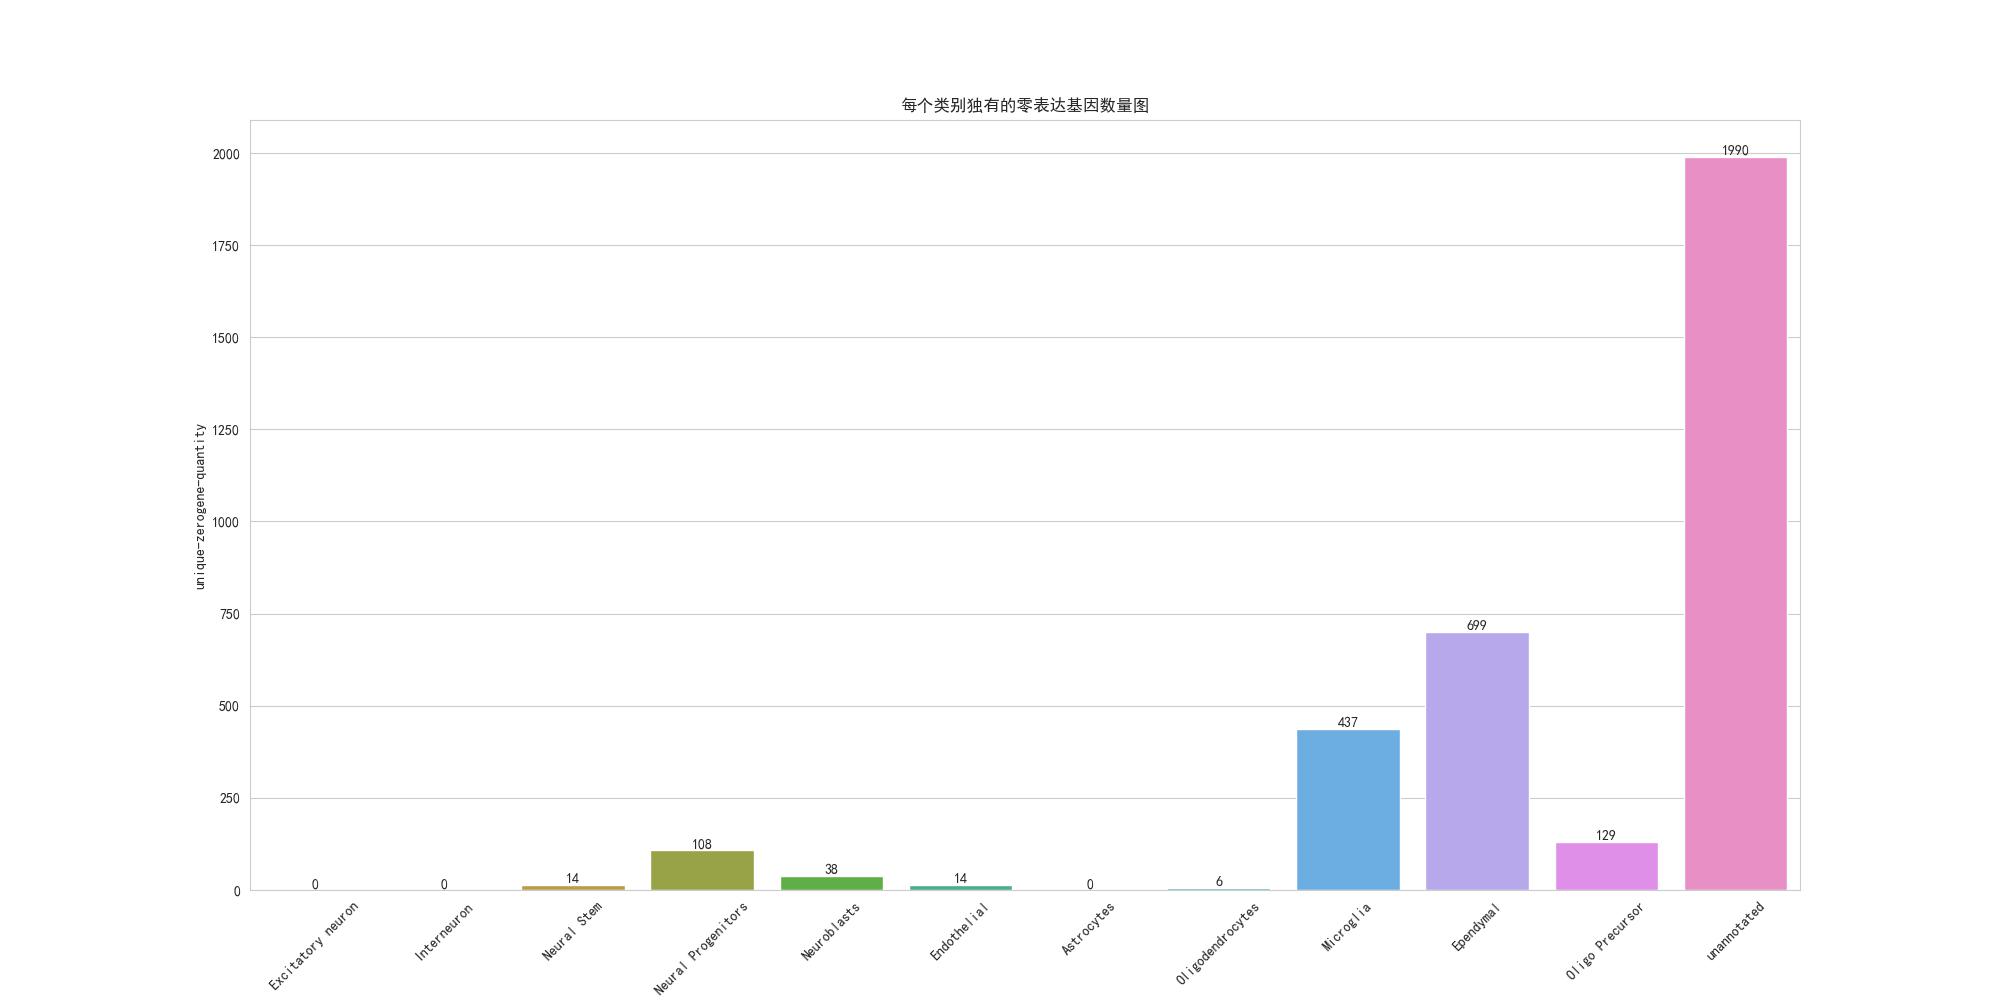 每个类别独有的零表达基因数量图
unique-zerogene-quantity
2000
1750
1500
1250
1000
750
500
250
0
0
0
14
108
38
14
0
6
437
699
129
1990
Excitatory neuron
Interneuron
Neural Stem
Neural Progenitors
Neuroblasts
Endothelial
Astrocytes
Oligodendrocytes
Microglia
Ependymal
Oligo Precursor
unannotated